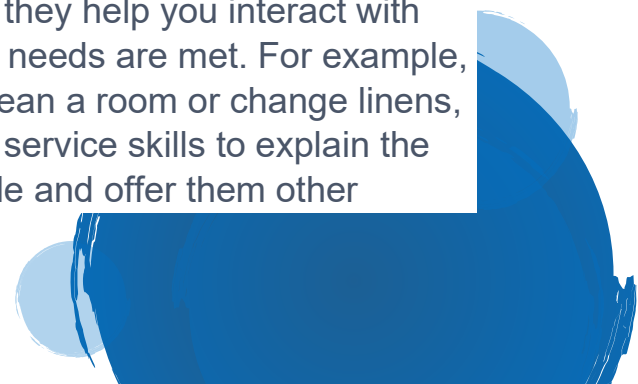 they help you interact with
needs are met. For example,
ean a room or change linens,
service skills to explain the
le and offer them other